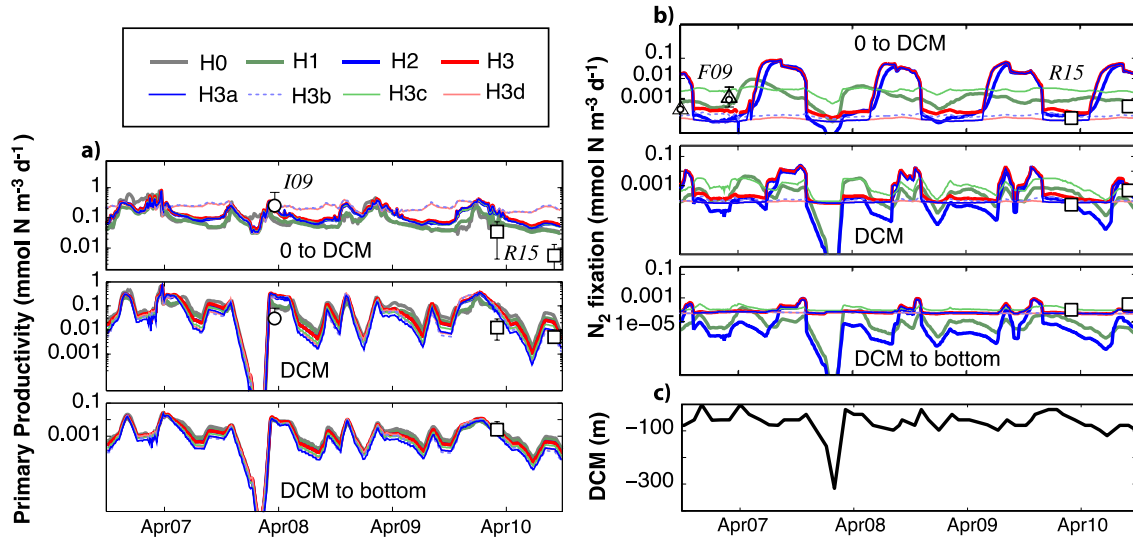 H0 H1 H2 H3
H3a H3b H3c H3d
a)
Primary Productivity (mmol N m⁻³ d⁻¹)
1
0.1
0.01
I09
R15
0 to DCM
1
0.1
0.01
0.001
DCM
0.1
0.001
DCM to bottom
Apr07 Apr08 Apr09 Apr10
b)
N₂ fixation (mmol N m⁻³ d⁻¹)
0.1
0.01
0.001
0 to DCM
F09
R15
0.1
0.001
DCM
0.1
0.001
1e−05
DCM to bottom
c)
DCM (m)
−100
−300
Apr07 Apr08 Apr09 Apr10